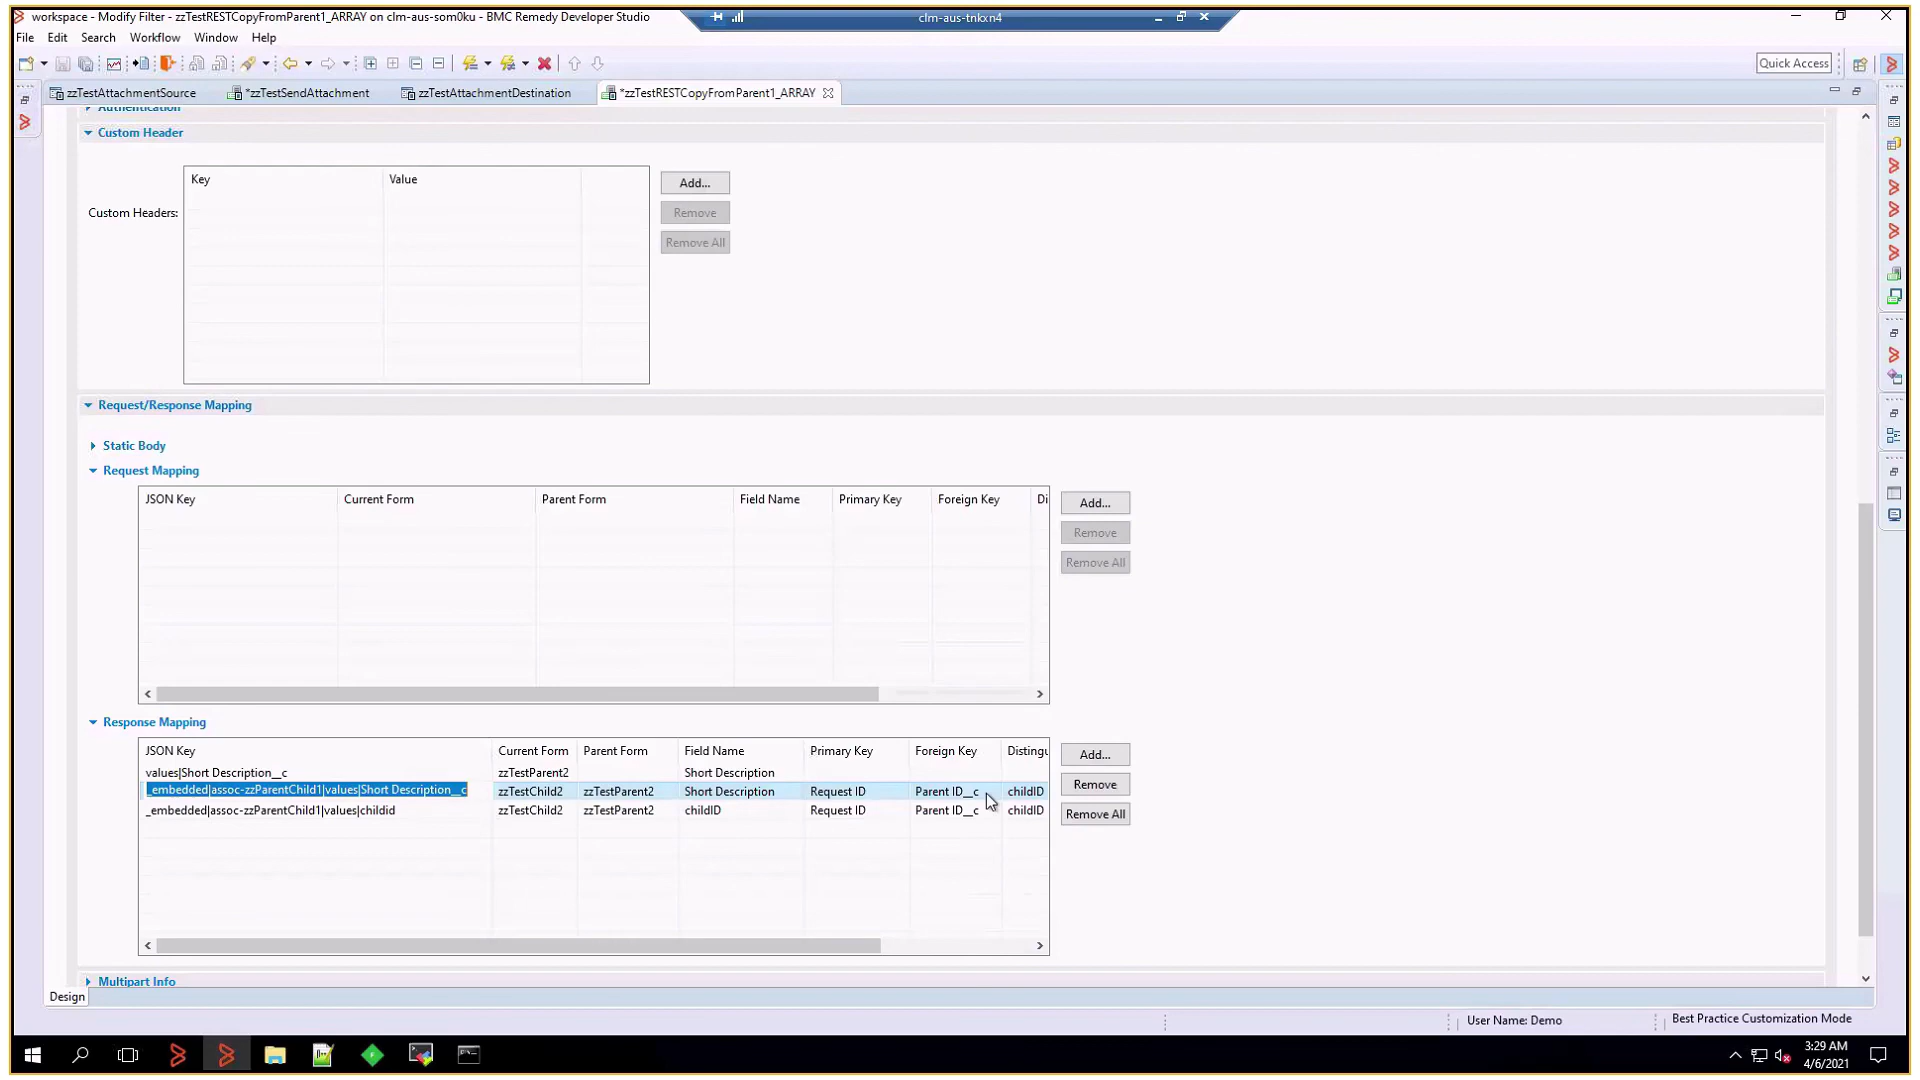 workspace - Modify Filter - zzTestRESTCopyFromParent1_ARRAY on clm-aus-som0ku - BMC Remedy Developer Studio
clm-aus-tnkxn4
File Edit Search Workflow Window Help
Quick Access
zzTestAttachmentSource *zzTestSendAttachment zzTestAttachmentDestination *zzTestRESTCopyFromParent1_ARRAY
Authentication
Custom Header
Key Value
Add...
Custom Headers:
Remove
Remove All
Request/Response Mapping
Static Body
Request Mapping
JSON Key Current Form Parent Form Field Name Primary Key Foreign Key Di
Add...
Remove
Remove All
Response Mapping
JSON Key Current Form Parent Form Field Name Primary Key Foreign Key Distingu
Add...
values|Short Description__c zzTestParent2 Short Description
_embedded|assoc-zzParentChild1|values|Short Description__c zzTestChild2 zzTestParent2 Short Description Request ID Parent ID__c childID
Remove
_embedded|assoc-zzParentChild1|values|childid zzTestChild2 zzTestParent2 childID Request ID Parent ID__c childID
Remove All
Multipart Info
Design
User Name: Demo
Best Practice Customization Mode
3:29 AM
4/6/2021